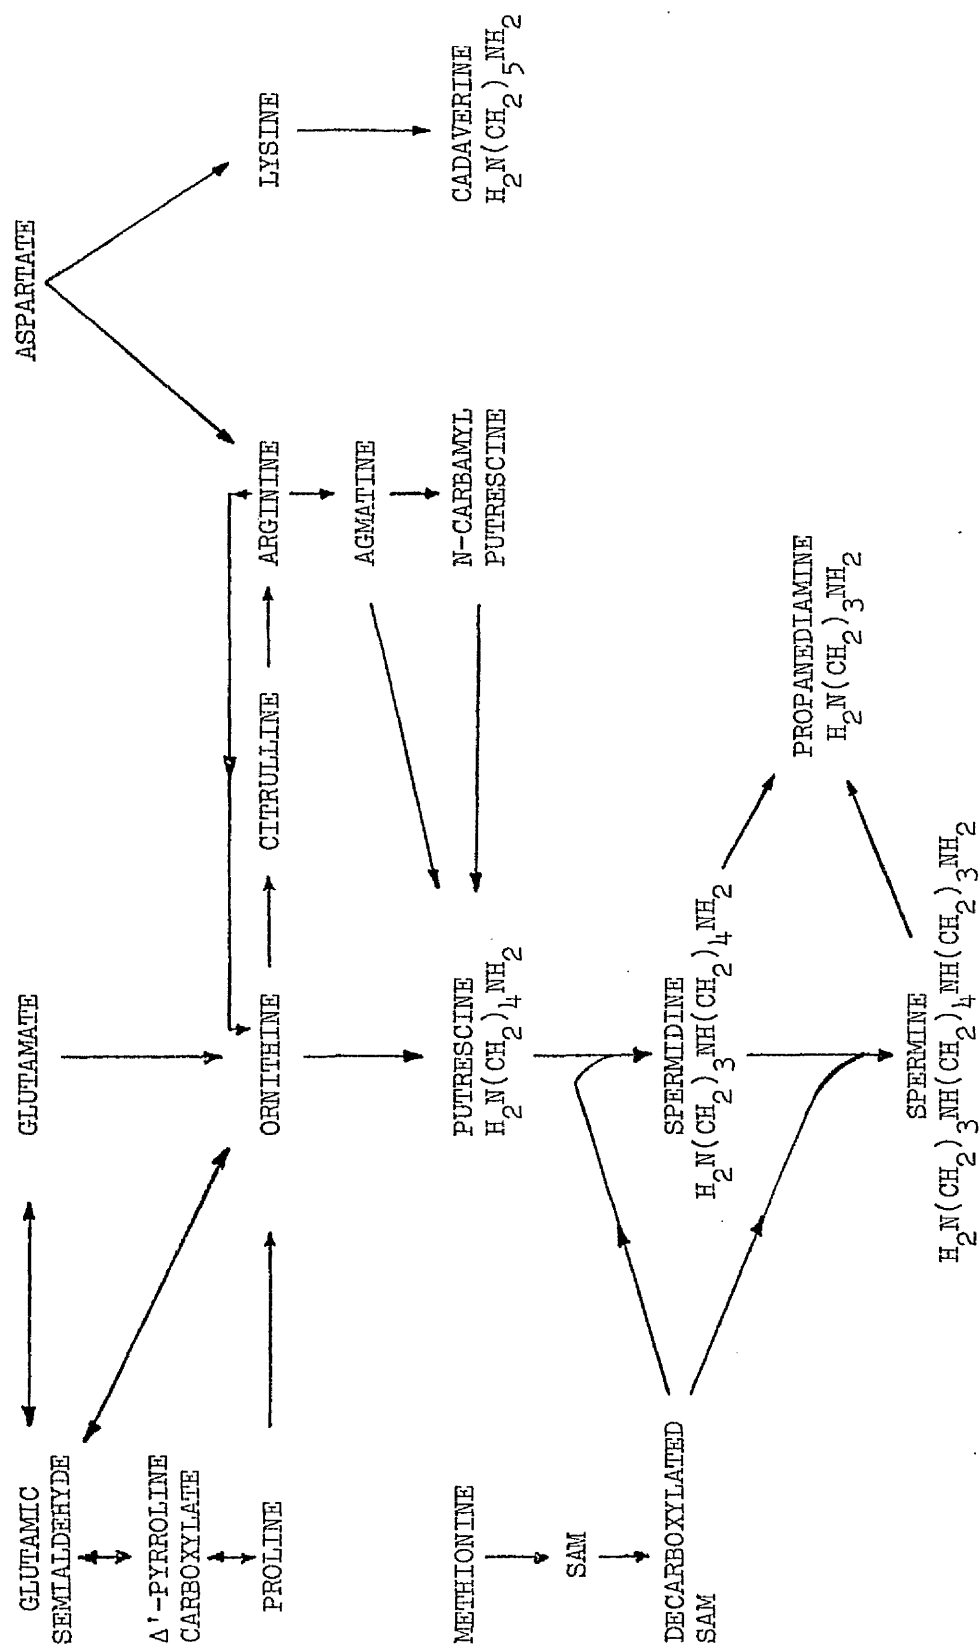 GLUTAMIC
SEMIALDEHYDE
GLUTAMATE
ASPARTATE
Δ'-PYRROLINE
CARBOXYLATE
PROLINE
ORNITHINE
CITRULLINE
ARGININE
LYSINE
AGMATINE
METHIONINE
PUTRESCINE
H2N(CH2)4NH2
N-CARBAMYL
PUTRESCINE
CADAVERINE
H2N(CH2)5NH2
SAM
DECARBOXYLATED
SAM
SPERMIDINE
H2N(CH2)3NH(CH2)4NH2
PROPANEDIAMINE
H2N(CH2)3NH2
SPERMINE
H2N(CH2)3NH(CH2)4NH(CH2)3NH2